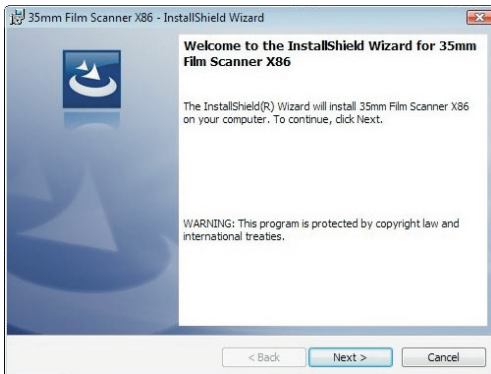 35mm Film Scanner X86 - InstallShield Wizard
Welcome to the InstallShield Wizard for 35mm
Film Scanner X86
The InstallShield(R) Wizard will install 35mm Film Scanner X86
on your computer. To continue, click Next.
WARNING: This program is protected by copyright law and
international treaties.
< Back
Next >
Cancel